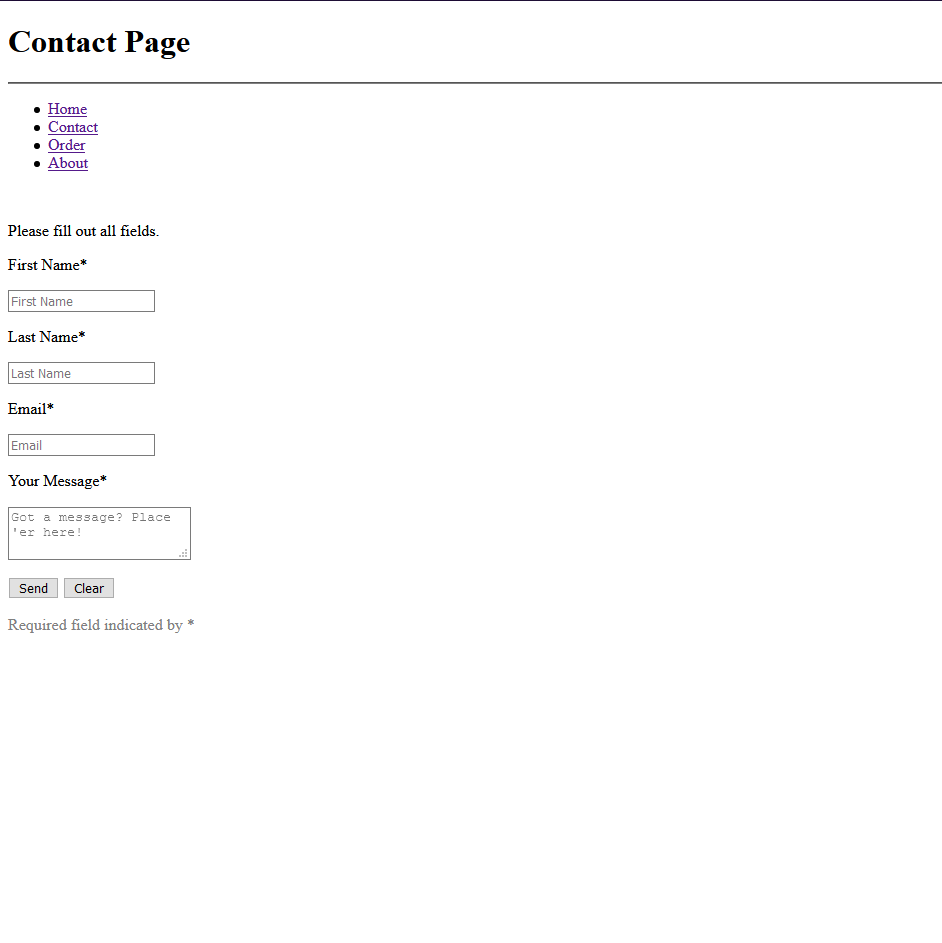 Contact Page
Home
Contact
Order
About
Please fill out all fields.
First Name*
First Name
Last Name*
Last Name
Email*
Email
Your Message*
Got a message? Place
'er here!
Send Clear
Required field indicated by *